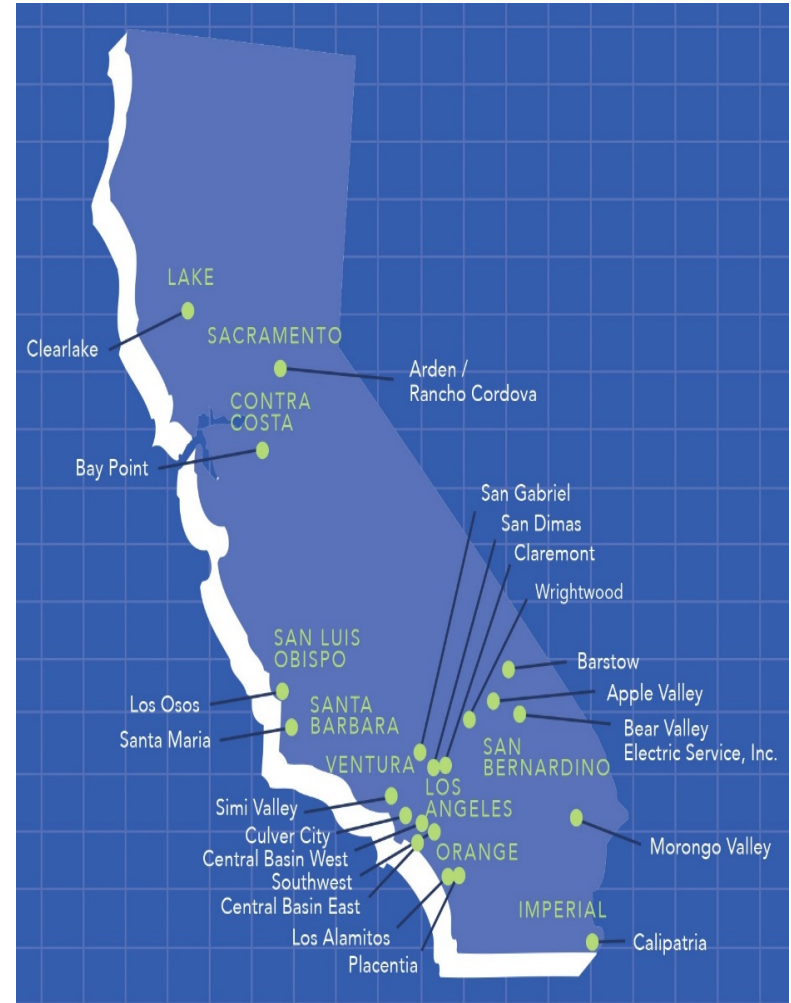 LAKE
Clearlake
SACRAMENTO
Arden /
Rancho Cordova
CONTRA
COSTA
Bay Point
San Gabriel
San Dimas
Claremont
Wrightwood
SAN LUIS
OBISPO
Los Osos
SANTA
BARBARA
Santa Maria
Barstow
Apple Valley
Bear Valley
Electric Service, Inc.
SAN
BERNARDINO
VENTURA
LOS
ANGELES
Simi Valley
Culver City
Central Basin West
Southwest
Central Basin East
ORANGE
Los Alamitos
Placentia
Morongo Valley
IMPERIAL
Calipatria